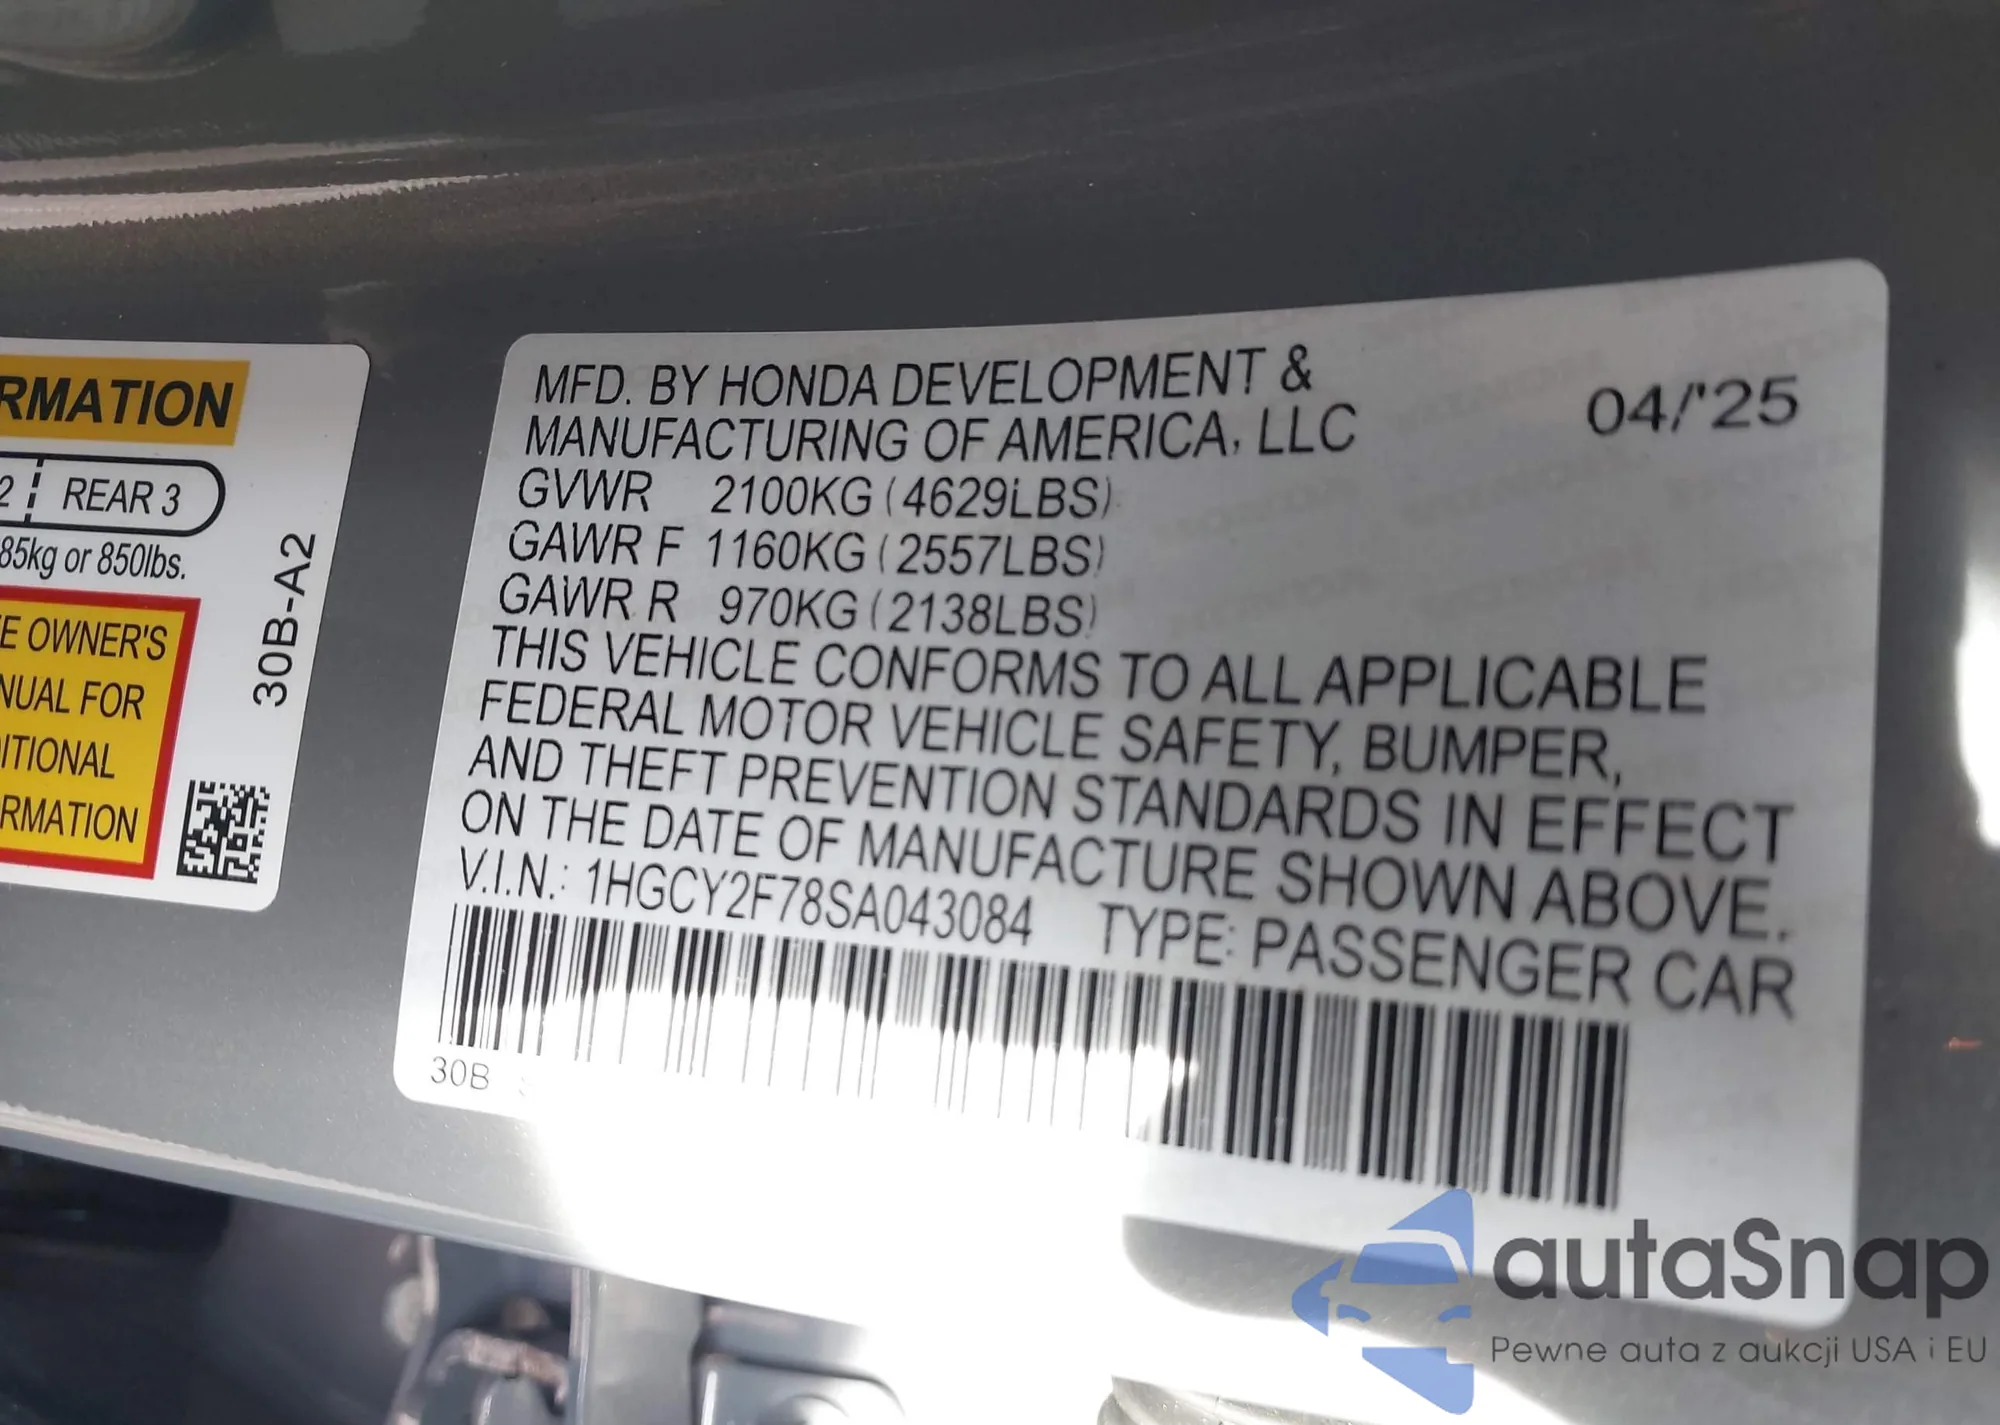 RMATION
2 REAR 3
85kg or 850lbs.
E OWNER'S
NUAL FOR
ITIONAL
RMATION
30B-A2
MFD. BY HONDA DEVELOPMENT &
MANUFACTURING OF AMERICA, LLC
04/'25
GVWR 2100KG (4629LBS)
GAWR F 1160KG (2557LBS)
GAWR R 970KG (2138LBS)
THIS VEHICLE CONFORMS TO ALL APPLICABLE
FEDERAL MOTOR VEHICLE SAFETY, BUMPER,
AND THEFT PREVENTION STANDARDS IN EFFECT
ON THE DATE OF MANUFACTURE SHOWN ABOVE.
V.I.N.: 1HGCY2F78SA043084 TYPE: PASSENGER CAR
30B
autaSnap
Pewne auta z aukcji USA i EU